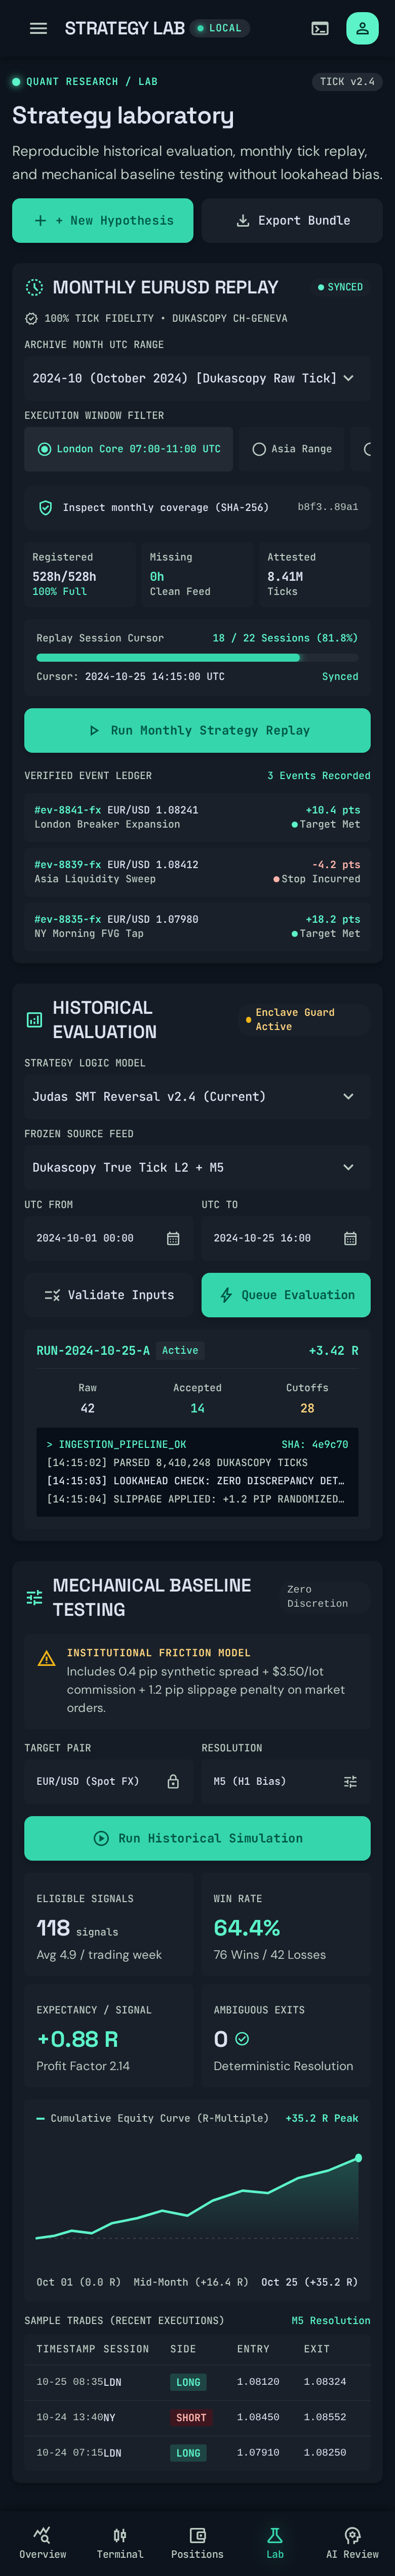 STRATEGY LAB
LOCAL
QUANT RESEARCH / LAB
TICK v2.4
Strategy laboratory
Reproducible historical evaluation, monthly tick replay,
and mechanical baseline testing without lookahead bias.
+ New Hypothesis
Export Bundle
MONTHLY EURUSD REPLAY
SYNCED
100% TICK FIDELITY • DUKASCOPY CH-GENEVA
ARCHIVE MONTH UTC RANGE
2024-10 (October 2024) [Dukascopy Raw Tick]
EXECUTION WINDOW FILTER
London Core 07:00-11:00 UTC
Asia Range
Inspect monthly coverage (SHA-256)
b8f3..89a1
Registered
Missing
Attested
528h/528h
0h
8.41M
100% Full
Clean Feed
Ticks
Replay Session Cursor
18 / 22 Sessions (81.8%)
Cursor: 2024-10-25 14:15:00 UTC
Synced
Run Monthly Strategy Replay
VERIFIED EVENT LEDGER
3 Events Recorded
#ev-8841-fx EUR/USD 1.08241
+10.4 pts
London Breaker Expansion
Target Met
#ev-8839-fx EUR/USD 1.08412
-4.2 pts
Asia Liquidity Sweep
Stop Incurred
#ev-8835-fx EUR/USD 1.07980
+18.2 pts
NY Morning FVG Tap
Target Met
HISTORICAL
EVALUATION
Enclave Guard
Active
STRATEGY LOGIC MODEL
Judas SMT Reversal v2.4 (Current)
FROZEN SOURCE FEED
Dukascopy True Tick L2 + M5
UTC FROM
UTC TO
2024-10-01 00:00
2024-10-25 16:00
Validate Inputs
Queue Evaluation
RUN-2024-10-25-A
Active
+3.42 R
Raw
Accepted
Cutoffs
42
14
28
> INGESTION_PIPELINE_OK
SHA: 4e9c70
[14:15:02] PARSED 8,410,248 DUKASCOPY TICKS
[14:15:03] LOOKAHEAD CHECK: ZERO DISCREPANCY DET…
[14:15:04] SLIPPAGE APPLIED: +1.2 PIP RANDOMIZED…
MECHANICAL BASELINE
TESTING
Zero
Discretion
INSTITUTIONAL FRICTION MODEL
Includes 0.4 pip synthetic spread + $3.50/lot
commission + 1.2 pip slippage penalty on market
orders.
TARGET PAIR
RESOLUTION
EUR/USD (Spot FX)
M5 (H1 Bias)
Run Historical Simulation
ELIGIBLE SIGNALS
WIN RATE
118 signals
64.4%
Avg 4.9 / trading week
76 Wins / 42 Losses
EXPECTANCY / SIGNAL
AMBIGUOUS EXITS
+0.88 R
0
Profit Factor 2.14
Deterministic Resolution
Cumulative Equity Curve (R-Multiple)
+35.2 R Peak
Oct 01 (0.0 R)
Mid-Month (+16.4 R)
Oct 25 (+35.2 R)
SAMPLE TRADES (RECENT EXECUTIONS)
M5 Resolution
TIMESTAMP SESSION SIDE ENTRY EXIT
10-25 08:35 LDN LONG 1.08120 1.08324
10-24 13:40 NY SHORT 1.08450 1.08552
10-24 07:15 LDN LONG 1.07910 1.08250
Overview
Terminal
Positions
Lab
AI Review